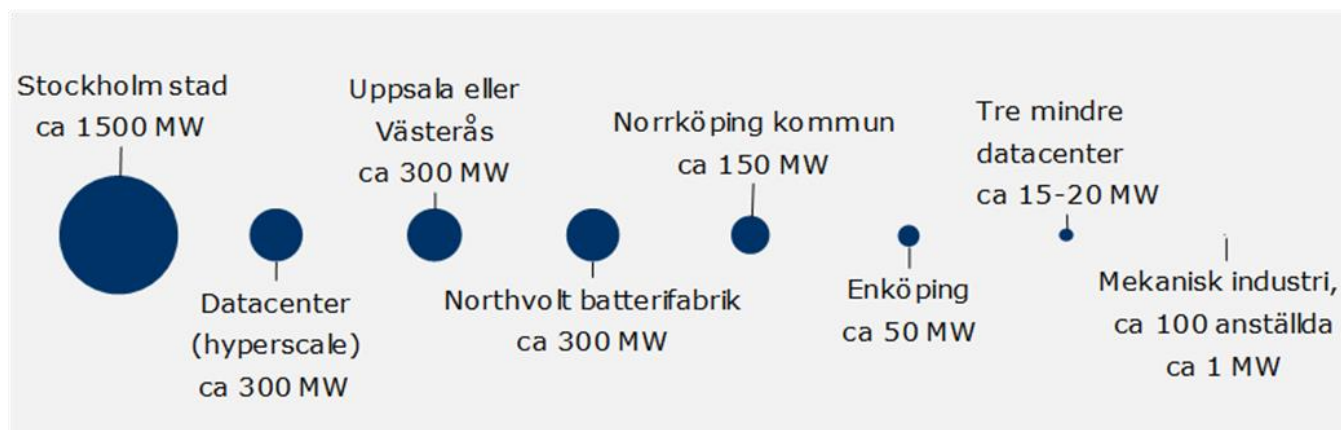 Stockholm stad
ca 1500 MW
Datacenter
(hyperscale)
ca 300 MW
Uppsala eller
Västerås
ca 300 MW
Northvolt batterifabrik
ca 300 MW
Norrköping kommun
ca 150 MW
Enköping
ca 50 MW
Tre mindre
datacenter
ca 15-20 MW
Mekanisk industri,
ca 100 anställda
ca 1 MW